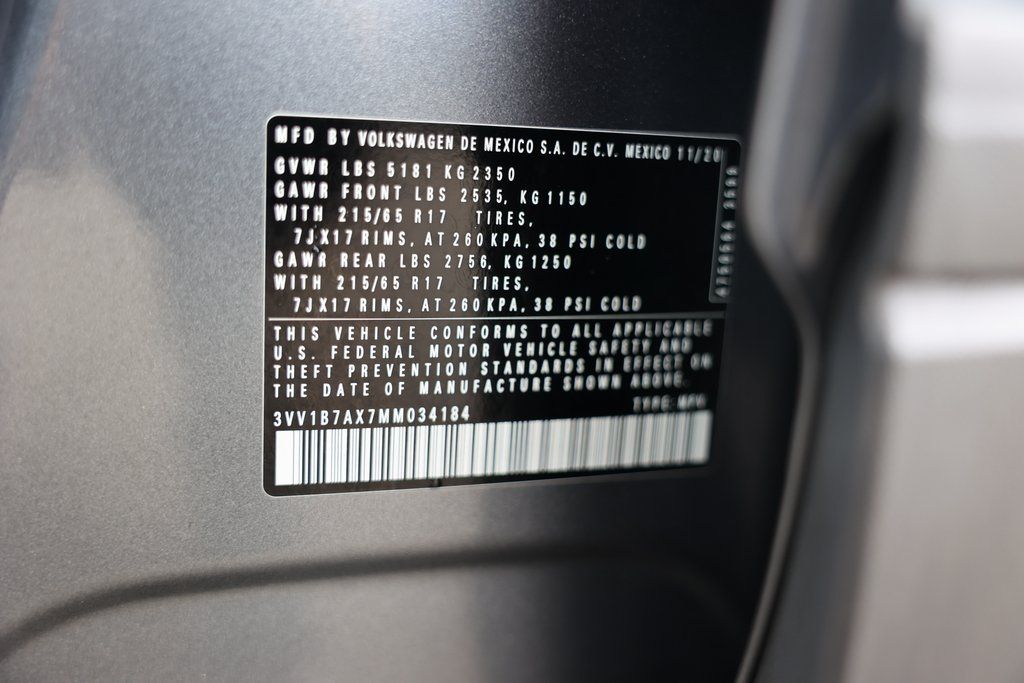 MFD BY VOLKSWAGEN DE MEXICO S.A. DE C.V. MEXICO 11/20
GVWR LBS 5181 KG 2350
GAWR FRONT LBS 2535, KG 1150
WITH 215/65 R17 TIRES,
7JX17 RIMS, AT 260 KPA, 38 PSI COLD
GAWR REAR LBS 2756, KG 1250
WITH 215/65 R17 TIRES,
7JX17 RIMS, AT 260 KPA, 38 PSI COLD
THIS VEHICLE CONFORMS TO ALL APPLICABLE
U.S. FEDERAL MOTOR VEHICLE SAFETY AND
THEFT PREVENTION STANDARDS IN EFFECT ON
THE DATE OF MANUFACTURE SHOWN ABOVE.
TYPE: MPV
3VV1B7AX7MM034184